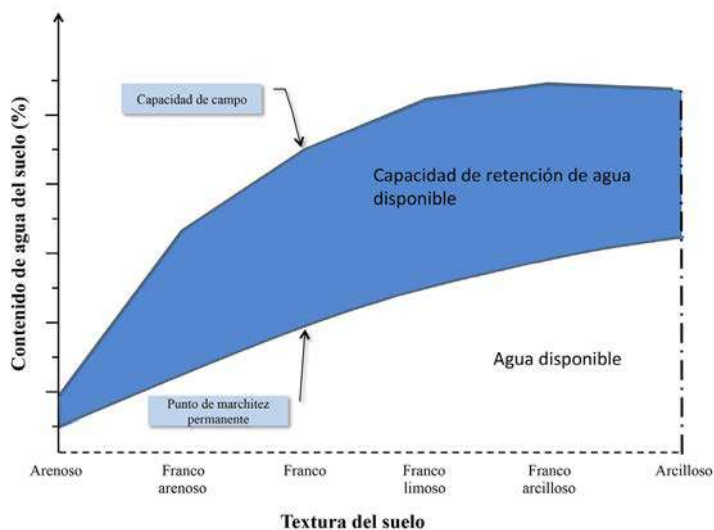 Contenido de agua del suelo (%)
Capacidad de campo
Capacidad de retención de agua
disponible
Agua disponible
Punto de marchitez
permanente
Arenoso
Franco
arenoso
Franco
Franco
limoso
Franco
arcilloso
Arcilloso
Textura del suelo